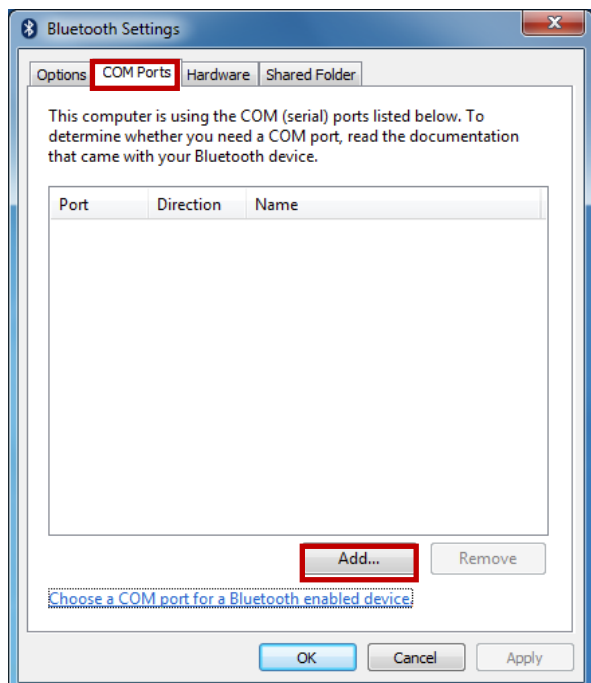 Bluetooth Settings
Options COM Ports Hardware Shared Folder
This computer is using the COM (serial) ports listed below. To
determine whether you need a COM port, read the documentation
that came with your Bluetooth device.
Port Direction Name
Add... Remove
Choose a COM port for a Bluetooth enabled device.
OK Cancel Apply